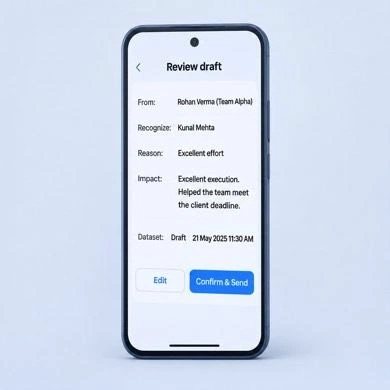 Review draft
From: Rohan Verma (Team Alpha)
Recognize: Kunal Mehta
Reason: Excellent effort
Impact: Excellent execution.
Helped the team meet
the client deadline.
Dataset: Draft 21 May 2025 11:30 AM
Edit Confirm & Send